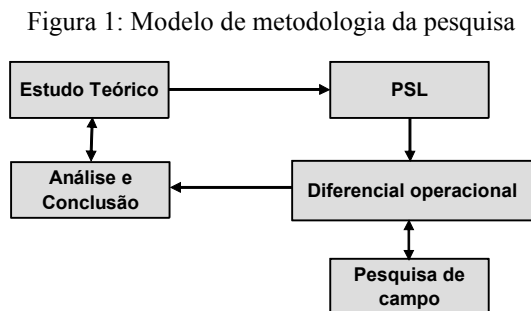 Figura 1: Modelo de metodologia da pesquisa
Estudo Teórico
PSL
Análise e
Conclusão
Diferencial operacional
Pesquisa de
campo